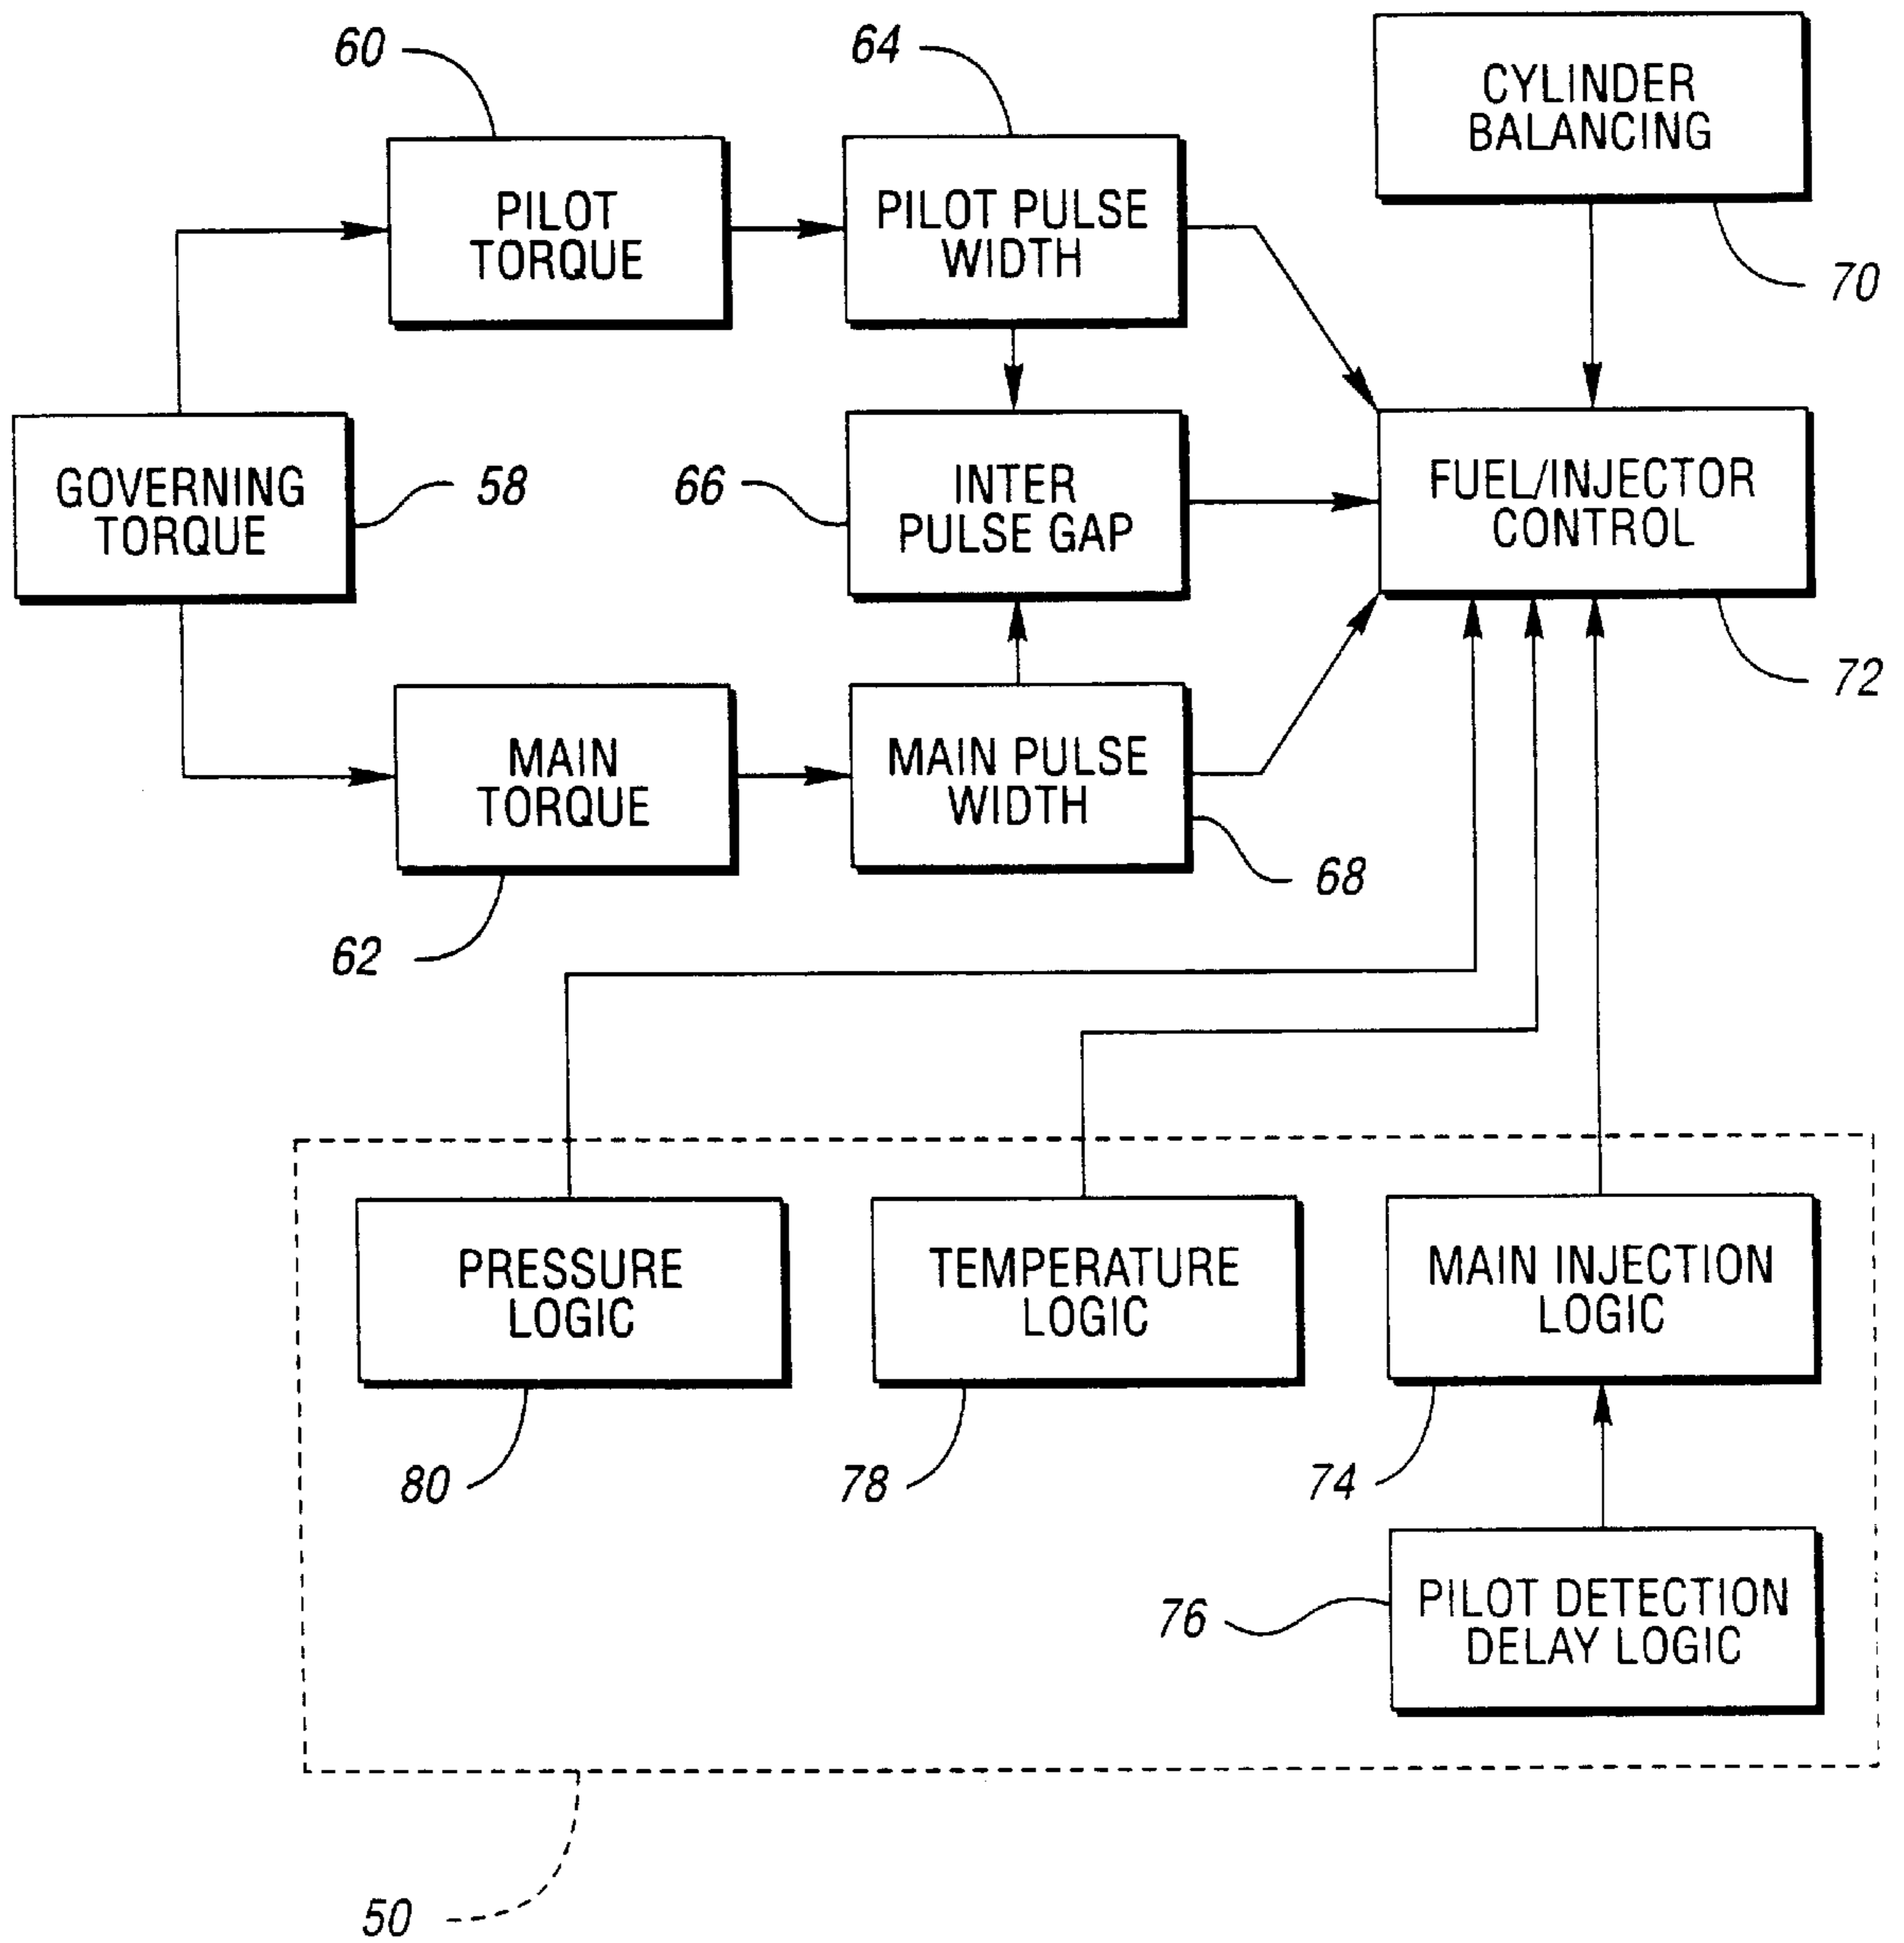 60
64
CYLINDER
BALANCING
PILOT
TORQUE
PILOT PULSE
WIDTH
70
GOVERNING
TORQUE
58
66
INTER
PULSE GAP
FUEL/INJECTOR
CONTROL
72
MAIN
TORQUE
MAIN PULSE
WIDTH
68
62
PRESSURE
LOGIC
TEMPERATURE
LOGIC
MAIN INJECTION
LOGIC
80
78
74
76
PILOT DETECTION
DELAY LOGIC
50